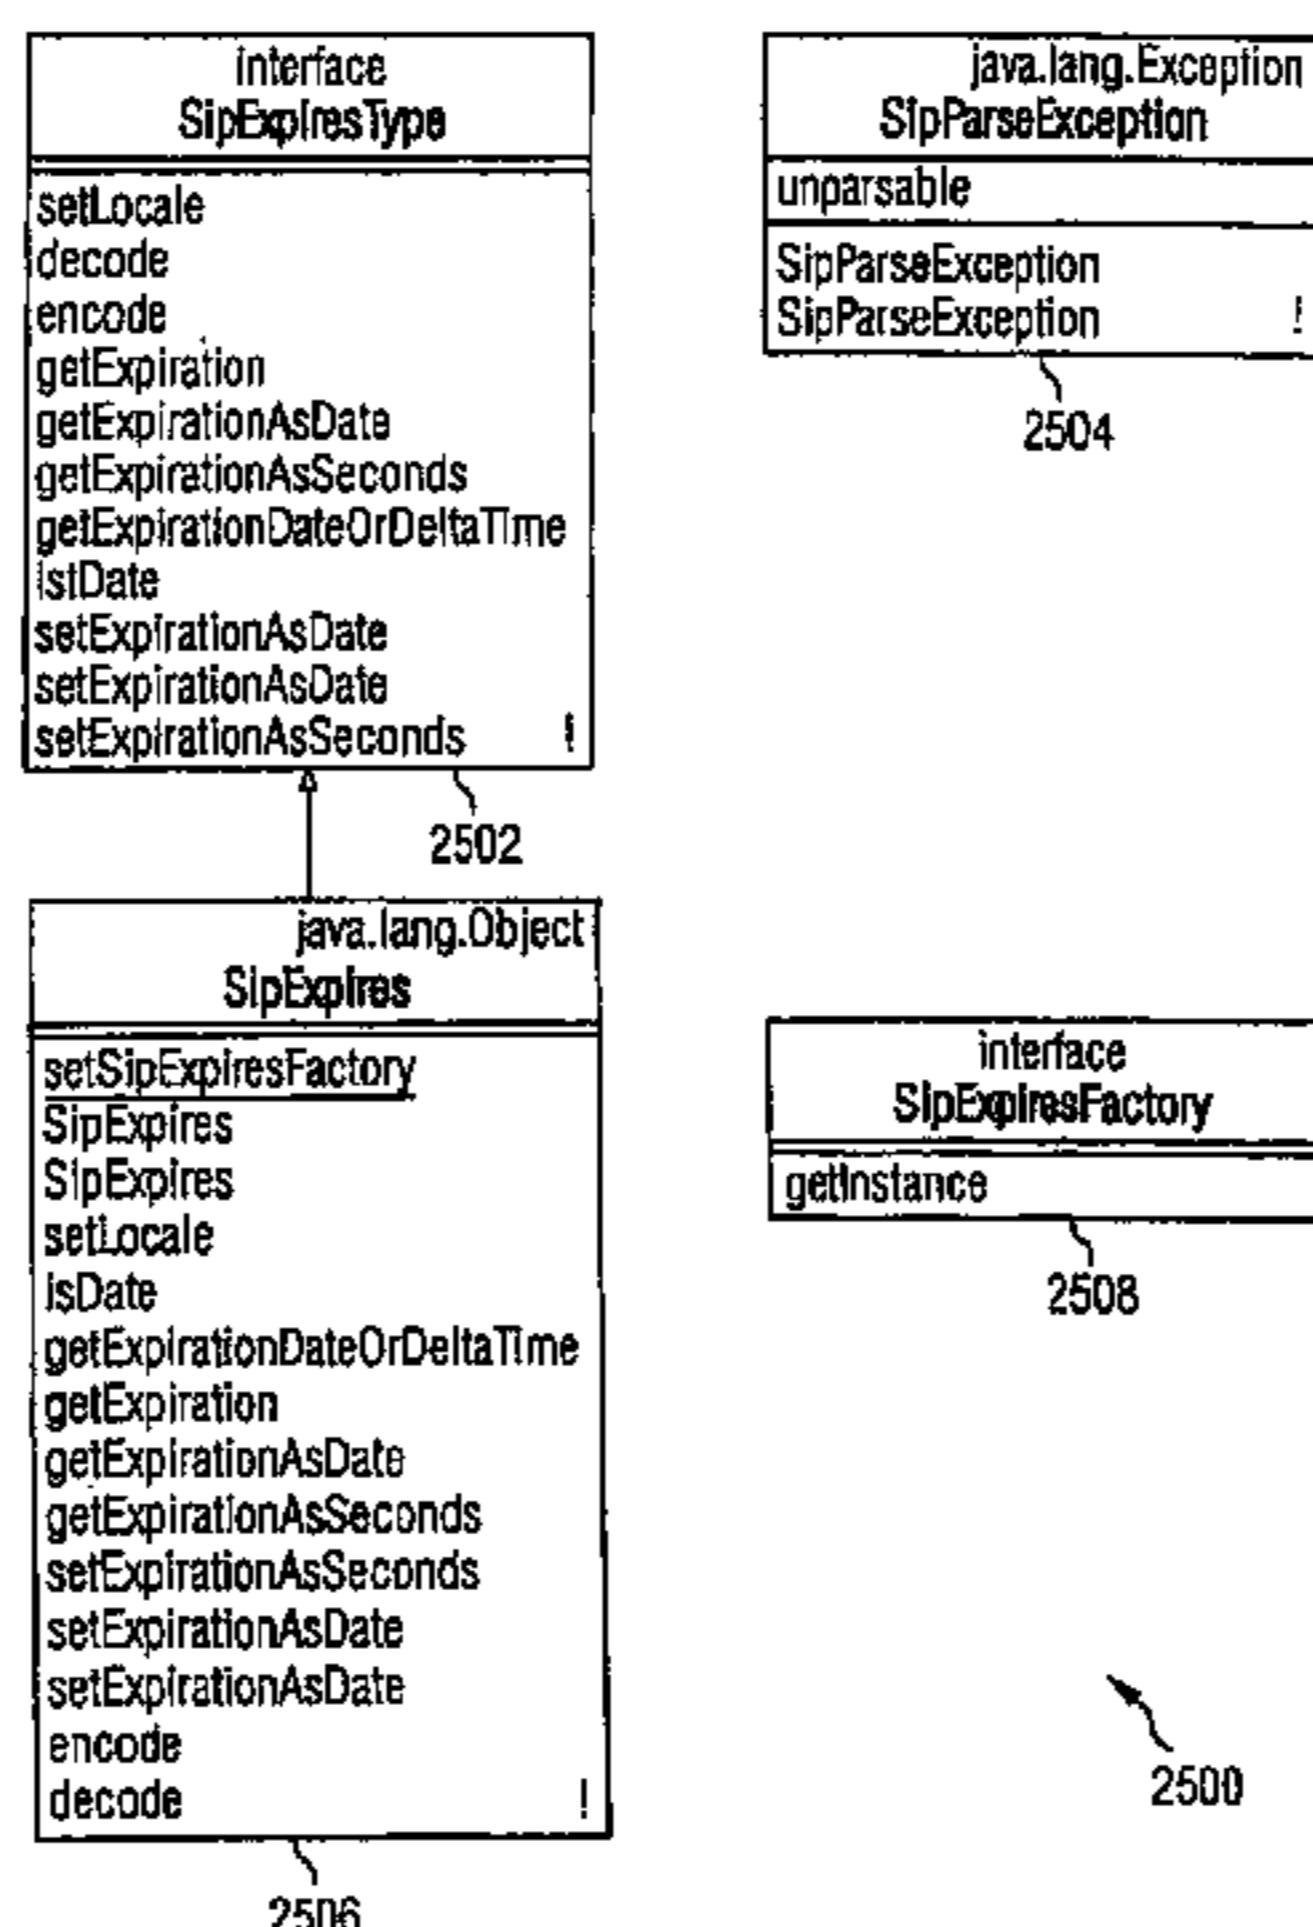 interface
SipExpiresType
setLocale
decode
encode
getExpiration
getExpirationAsDate
getExpirationAsSeconds
getExpirationDateOrDeltaTime
istDate
setExpirationAsDate
setExpirationAsDate
setExpirationAsSeconds !
2502
java.lang.Exception
SipParseException
unparsable
SipParseException
SipParseException !
2504
java.lang.Object
SipExpires
setSipExpiresFactory
SipExpires
SipExpires
setLocale
isDate
getExpirationDateOrDeltaTime
getExpiration
getExpirationAsDate
getExpirationAsSeconds
setExpirationAsSeconds
setExpirationAsDate
setExpirationAsDate
encode
decode !
2506
interface
SipExpiresFactory
getInstance
2508
2500